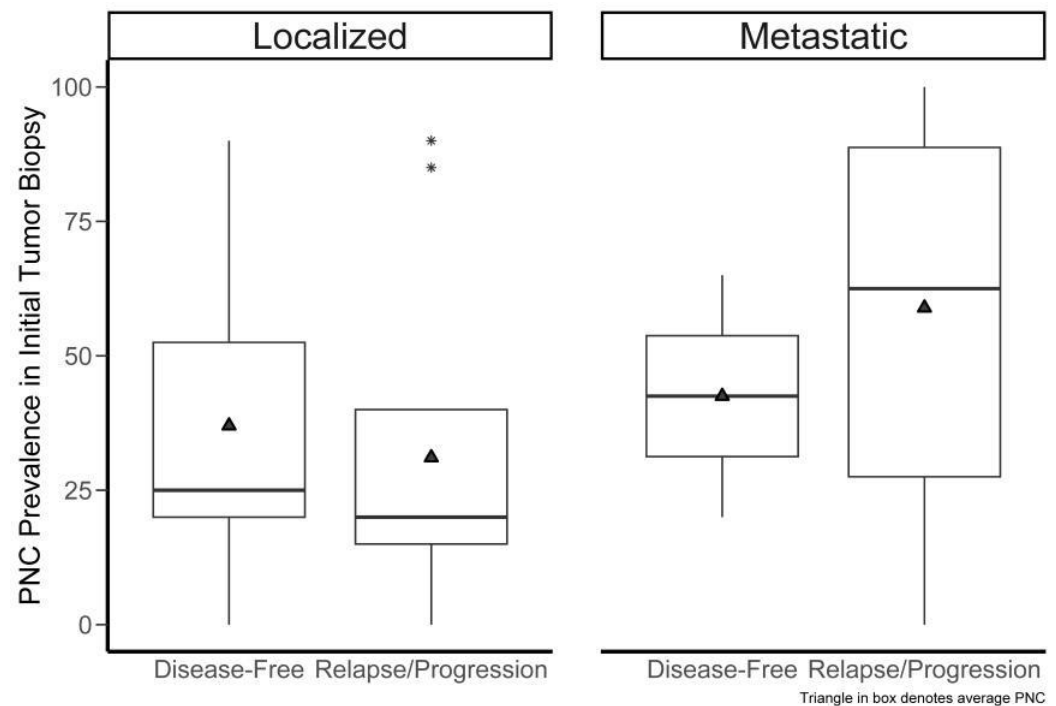 Localized
Metastatic
PNC Prevalence in Initial Tumor Biopsy
100
75
50
25
0
Disease-Free Relapse/Progression
Disease-Free Relapse/Progression
Triangle in box denotes average PNC